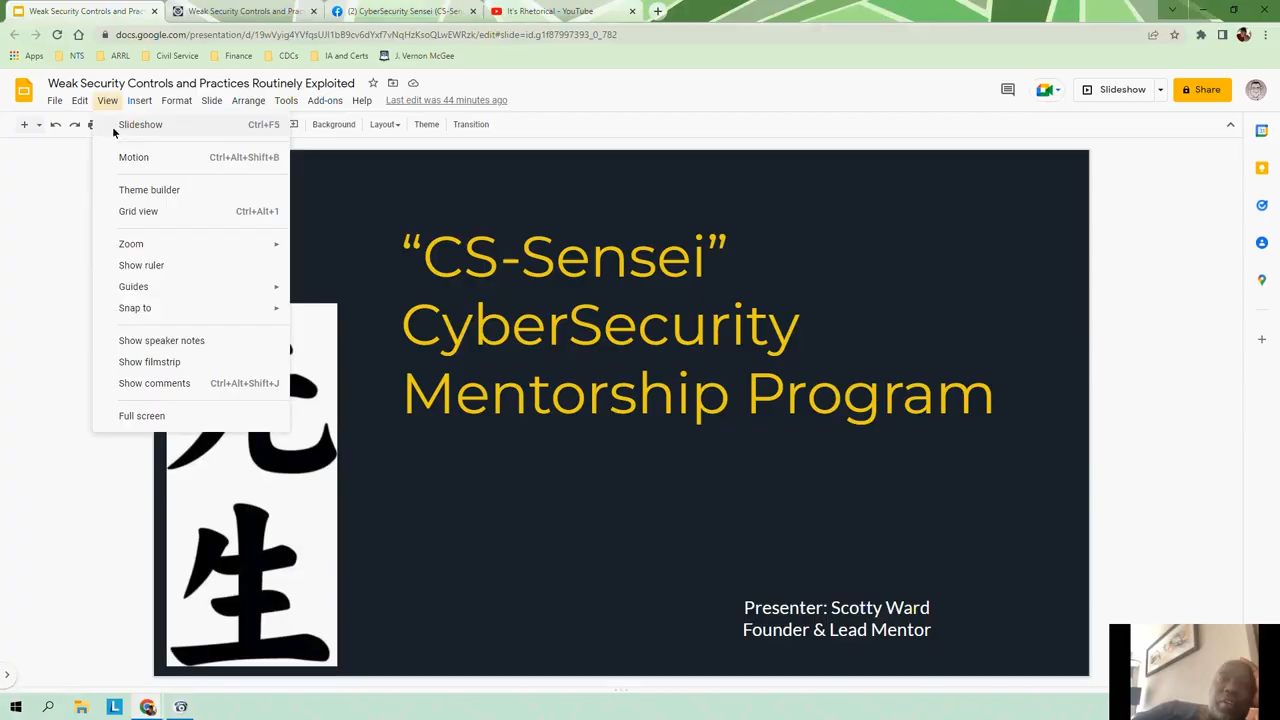 Weak Security Controls and Prac
Weak Security Controls and Prac
(2) CyberSecurity Sensei (CS-Sen
It's Rhetorical - YouTube
docs.google.com/presentation/d/19wVyig4YVfqsUJl1bB9cv6dYxf7vNqHzKsoQLwEWRzk/edit#slide=id.g1f87997393_0_782
Apps
NTS
ARRL
Civil Service
Finance
CDCs
IA and Certs
J. Vernon McGee
Weak Security Controls and Practices Routinely Exploited
File Edit View Insert Format Slide Arrange Tools Add-ons Help Last edit was 44 minutes ago
Slideshow
Share
Background Layout Theme Transition
Slideshow Ctrl+F5
Motion Ctrl+Alt+Shift+B
Theme builder
Grid view Ctrl+Alt+1
Zoom
Show ruler
Guides
Snap to
Show speaker notes
Show filmstrip
Show comments Ctrl+Alt+Shift+J
Full screen
“CS-Sensei”
CyberSecurity
Mentorship Program
生
Presenter: Scotty Ward
Founder & Lead Mentor